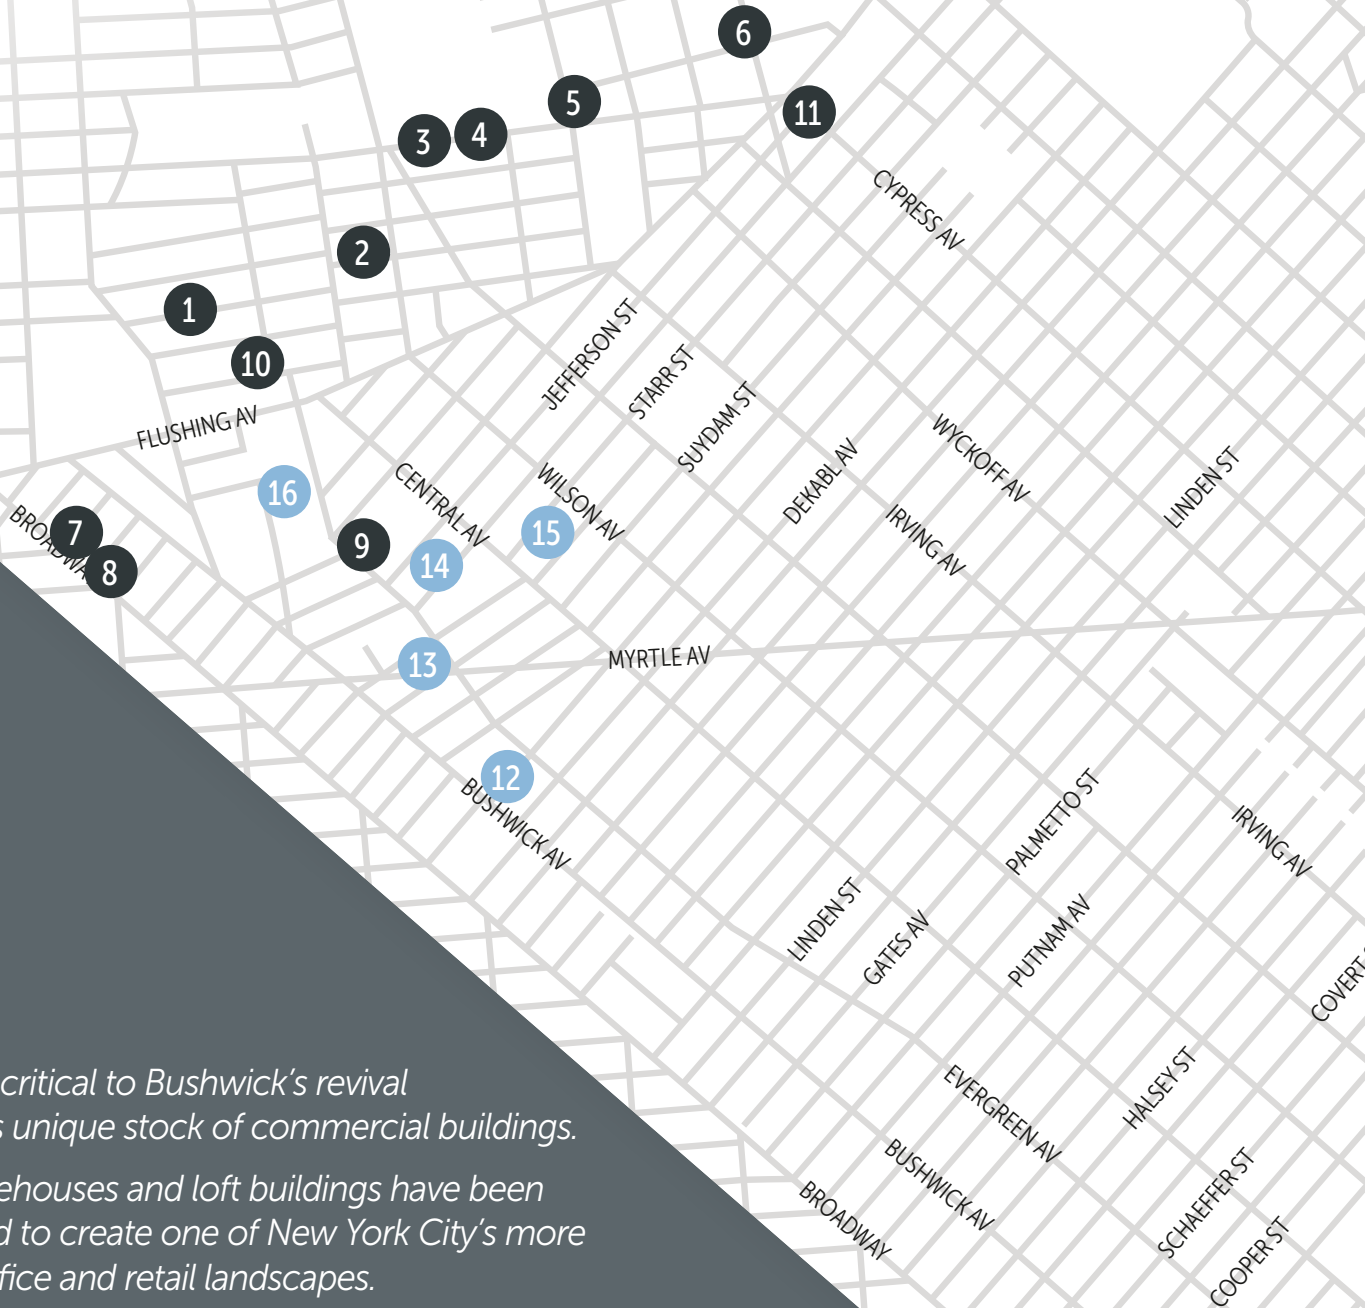 6
5
11
4
3
CYPRESS AV
2
1
JEFFERSON ST
STARR ST
10
SUYDAM ST
FLUSHING AV
WYCKOFF AV
DEKABL AV
LINDEN ST
CENTRAL AV
WILSON AV
16
IRVING AV
BROADWAY
7
15
9
14
8
MYRTLE AV
13
12
BUSHWICK AV
PALMETTO ST
IRVING AV
LINDEN ST
GATES AV
PUTNAM AV
COVERT
critical to Bushwick’s revival
unique stock of commercial buildings.
HALSEY ST
EVERGREEN AV
BUSHWICK AV
BROADWAY
SCHAEFFER ST
COOPER ST
and loft buildings have been
to create one of New York City’s more
and retail landscapes.